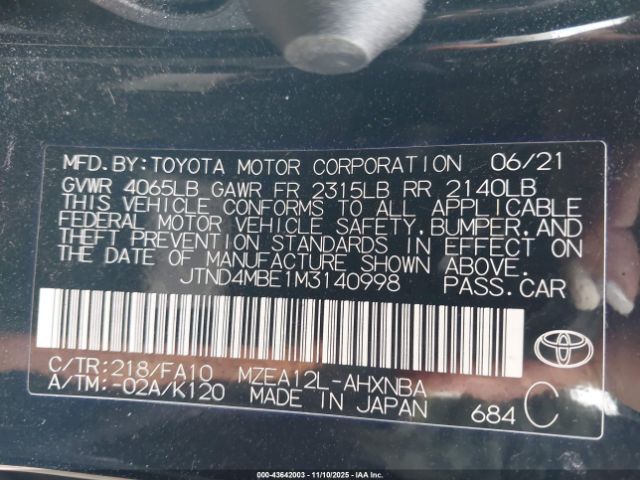 MFD.BY:TOYOTA MOTOR CORPORATION 06/21
GVWR 4065LB GAWR FR 2315LB RR 2140LB
THIS VEHICLE CONFORMS TO ALL APPLICABLE
FEDERAL MOTOR VEHICLE SAFETY.BUMPER.AND
THEFT PREVENTION STANDARDS IN EFFECT ON
THE DATE OF MANUFACTURE SHOWN ABOVE.
JTND4MBE1M3140998 PASS.CAR
C/TR:218/FA10 MZEA12L-AHXNBA
A/TM:-02A/K120 MADE IN JAPAN
684 C
TOYOTA
00-43642003 — 11/10/2025 — IAA Inc.